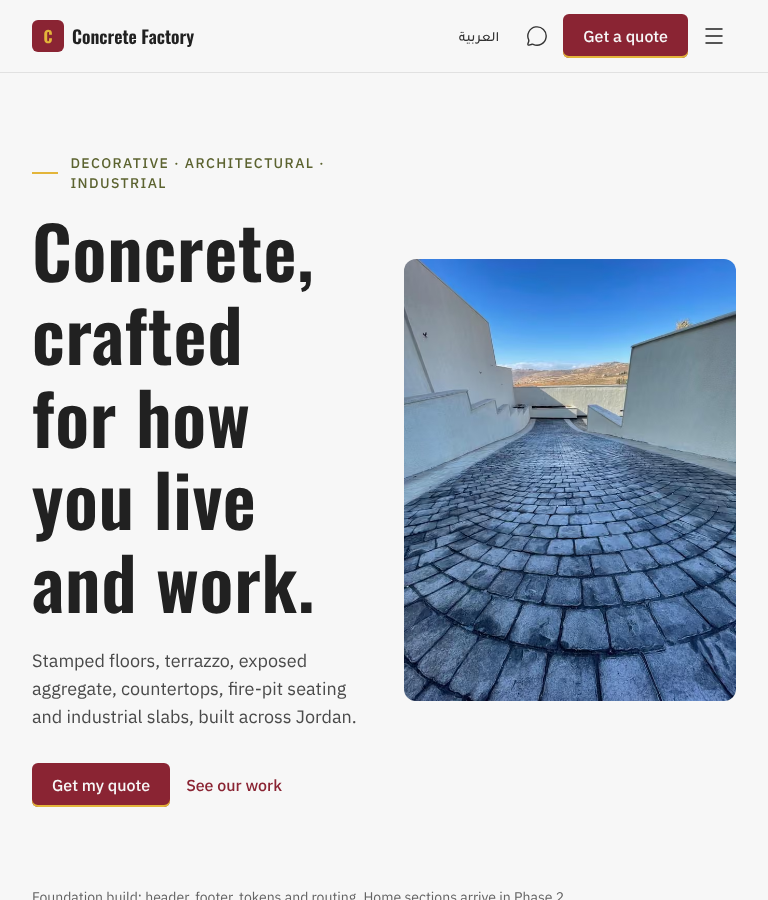 C Concrete Factory
العربية
Get a quote
DECORATIVE · ARCHITECTURAL ·
INDUSTRIAL
Concrete,
crafted
for how
you live
and work.
Stamped floors, terrazzo, exposed
aggregate, countertops, fire-pit seating
and industrial slabs, built across Jordan.
Get my quote
See our work
Foundation build: header, footer, tokens and routing. Home sections arrive in Phase 2.